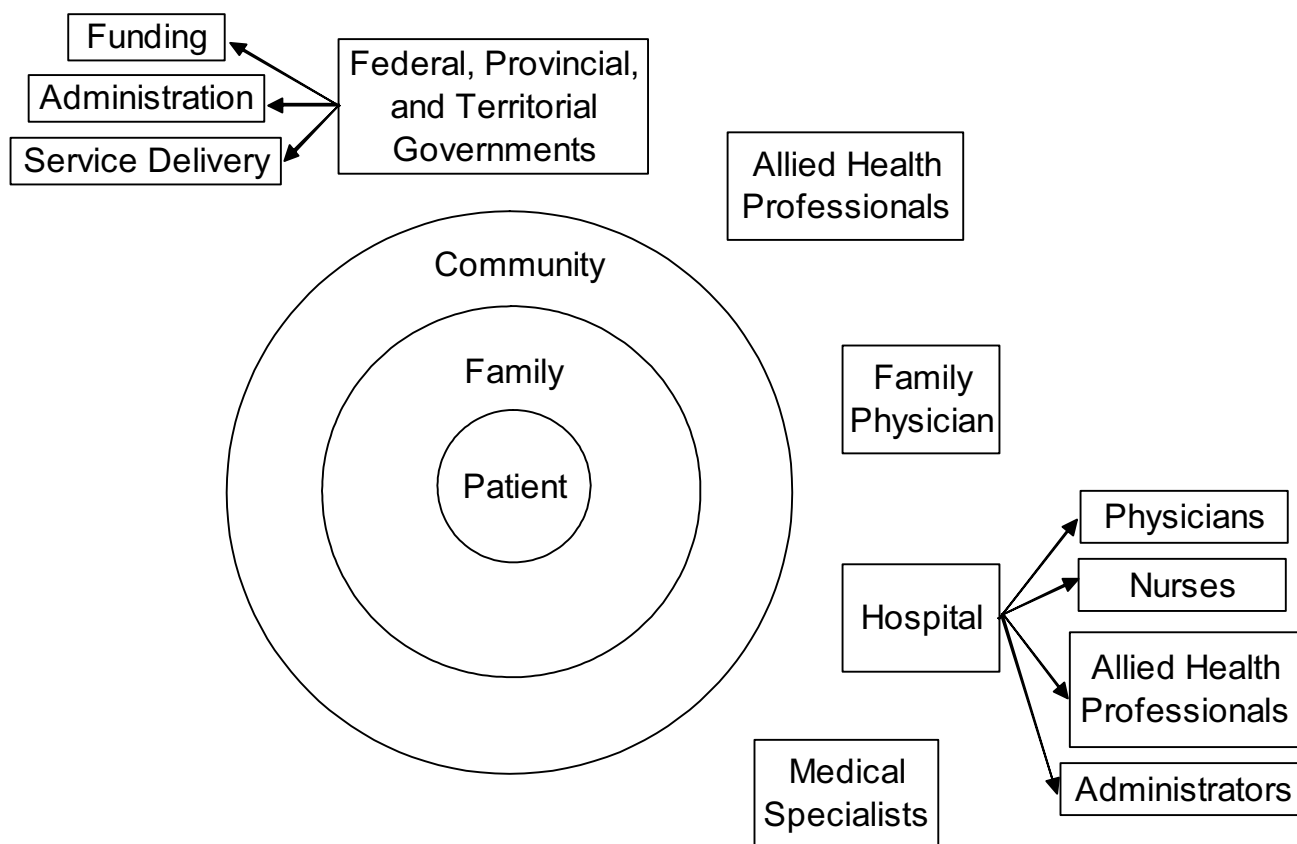 Funding
Administration
Service Delivery
Federal, Provincial,
and Territorial
Governments
Allied Health
Professionals
Community
Family
Patient
Family
Physician
Hospital
Physicians
Nurses
Allied Health
Professionals
Administrators
Medical
Specialists